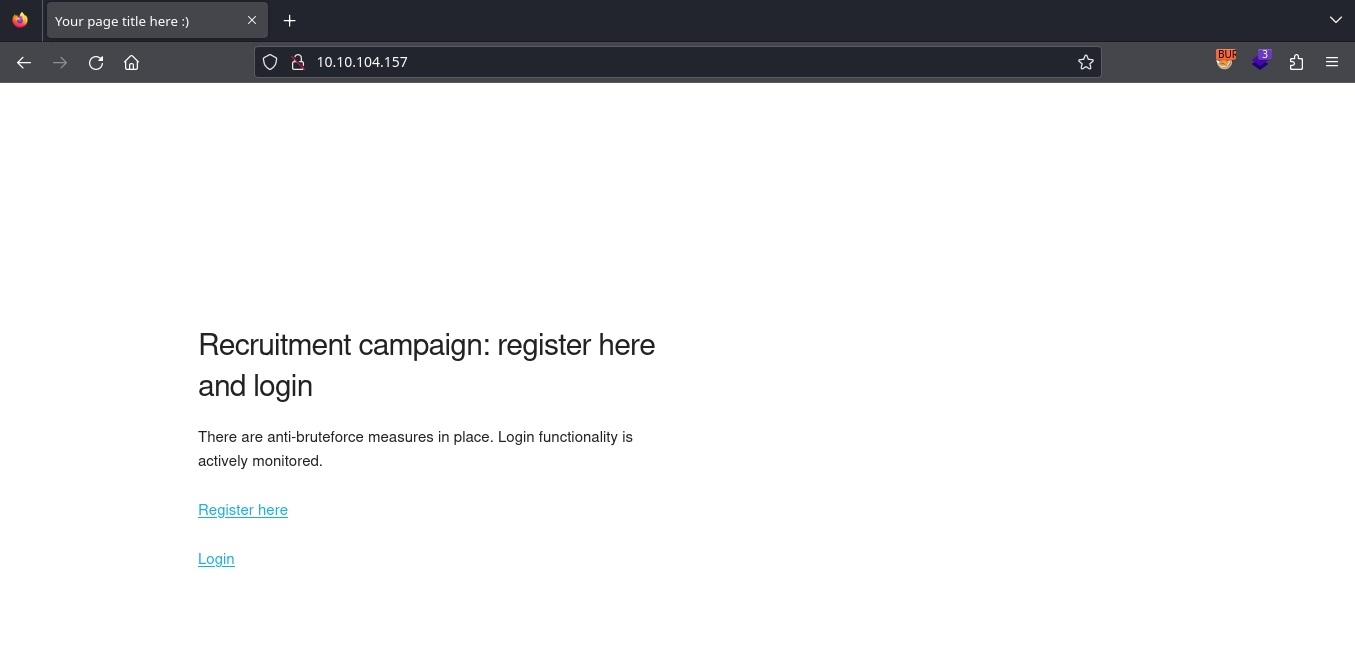 Your page title here :)
10.10.104.157
BUR
3
Recruitment campaign: register here
and login
There are anti-bruteforce measures in place. Login functionality is
actively monitored.
Register here
Login